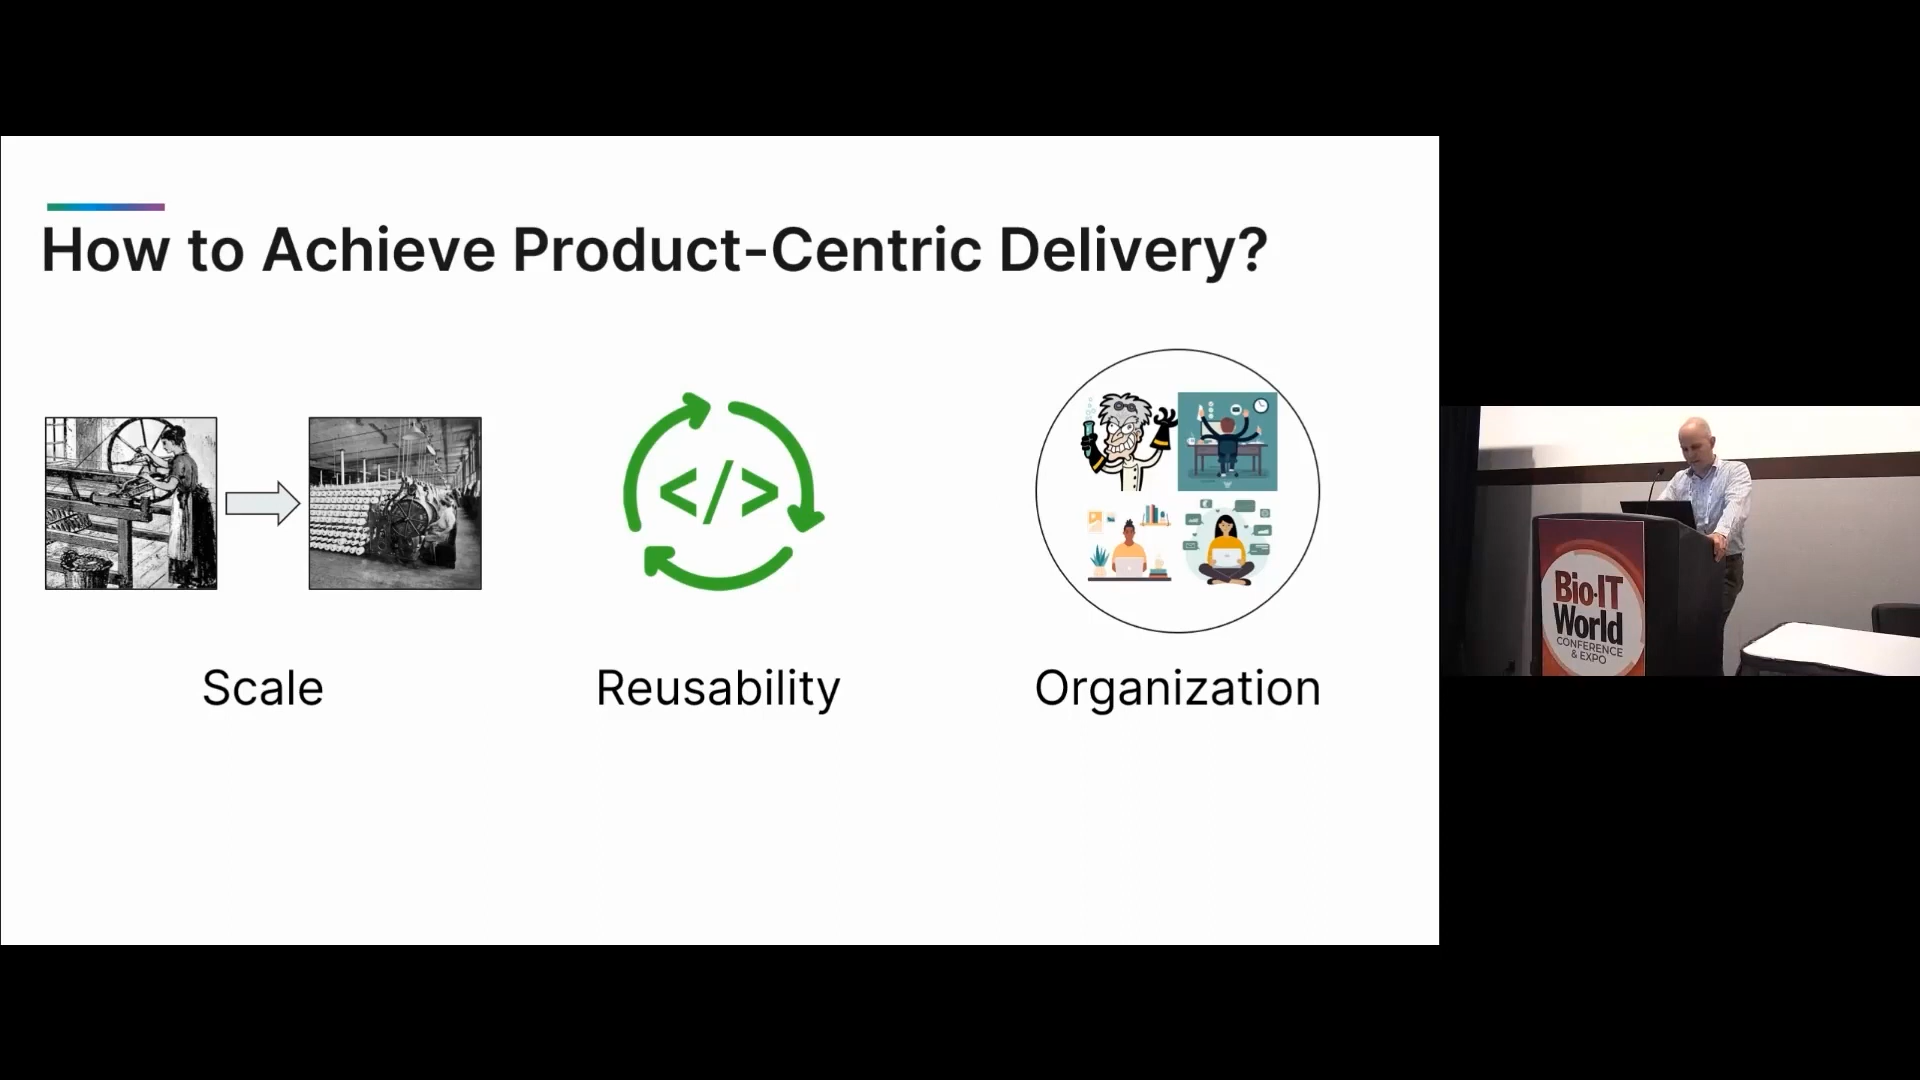 How to Achieve Product-Centric Delivery?
</>
Scale
Reusability
Organization
Bio-IT
World
CONFERENCE
& EXPO